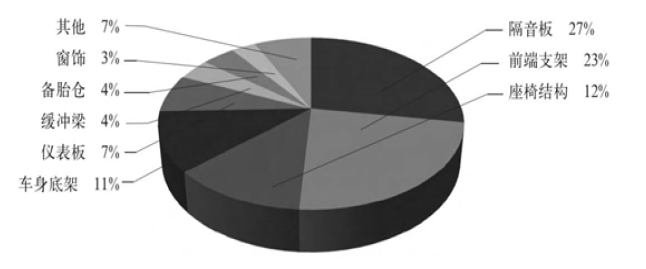 其他 7%
窗饰 3%
备胎仓 4%
缓冲梁 4%
仪表板 7%
车身底架 11%
隔音板 27%
前端支架 23%
座椅结构 12%